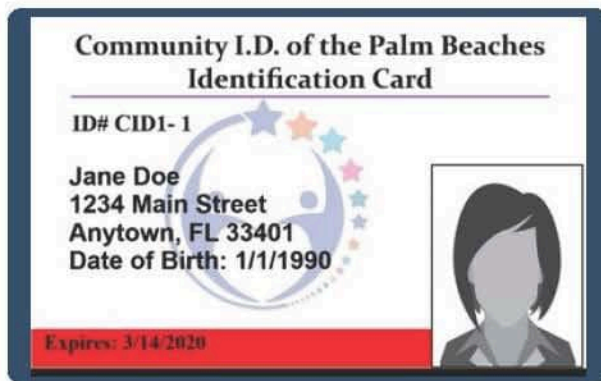 Community I.D. of the Palm Beaches
Identification Card
ID# CID1- 1
Jane Doe
1234 Main Street
Anytown, FL 33401
Date of Birth: 1/1/1990
Expires: 3/14/2020